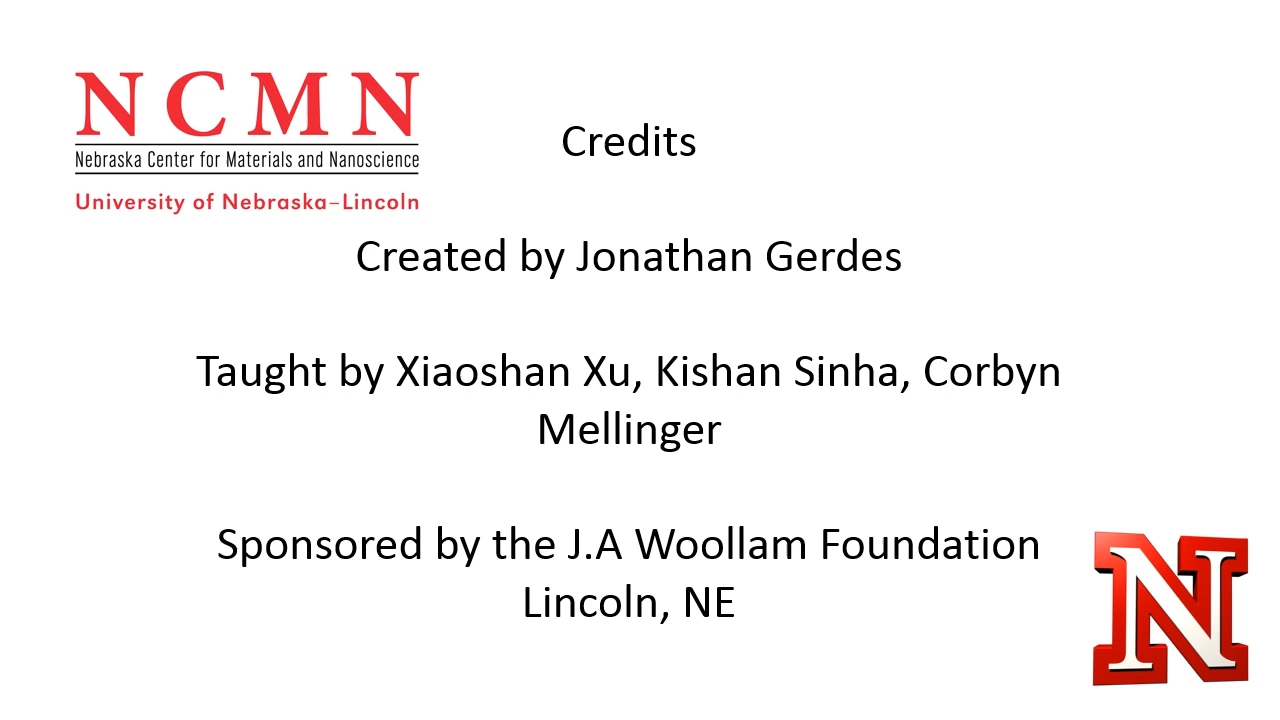 NCMN
Nebraska Center for Materials and Nanoscience
University of Nebraska–Lincoln
Credits
Created by Jonathan Gerdes
Taught by Xiaoshan Xu, Kishan Sinha, Corbyn
Mellinger
Sponsored by the J.A Woollam Foundation
Lincoln, NE
N